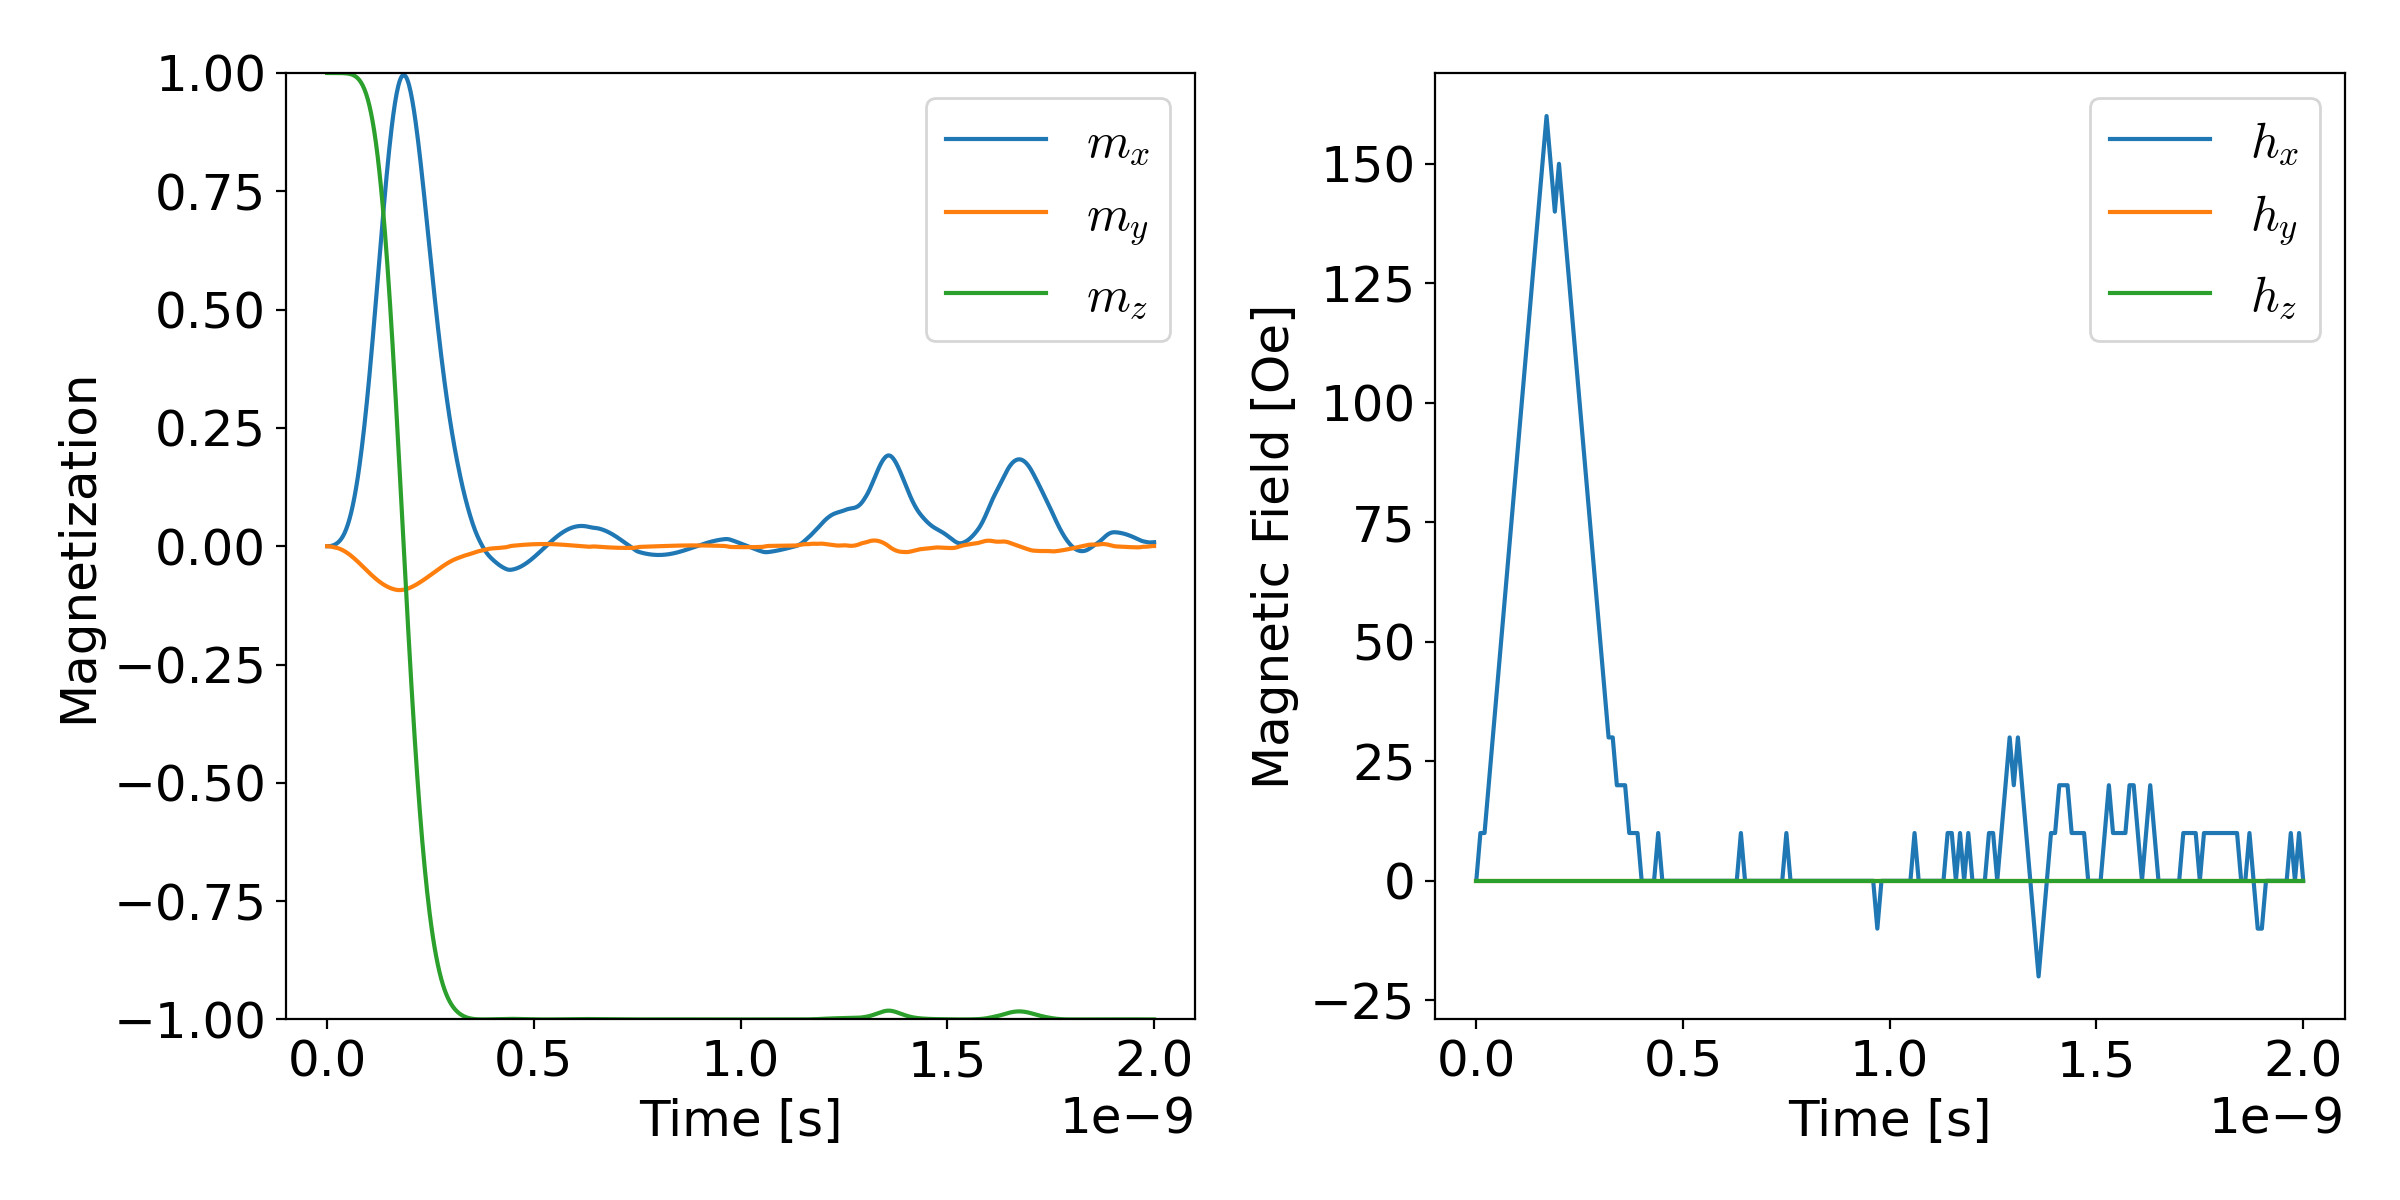 Magnetization
1.00
0.75
0.50
0.25
0.00
−0.25
−0.50
−0.75
−1.00
0.0 0.5 1.0 1.5 2.0
Time [s]
1e−9
m_x
m_y
m_z
Magnetic Field [Oe]
150
125
100
75
50
25
0
−25
0.0 0.5 1.0 1.5 2.0
Time [s]
1e−9
h_x
h_y
h_z